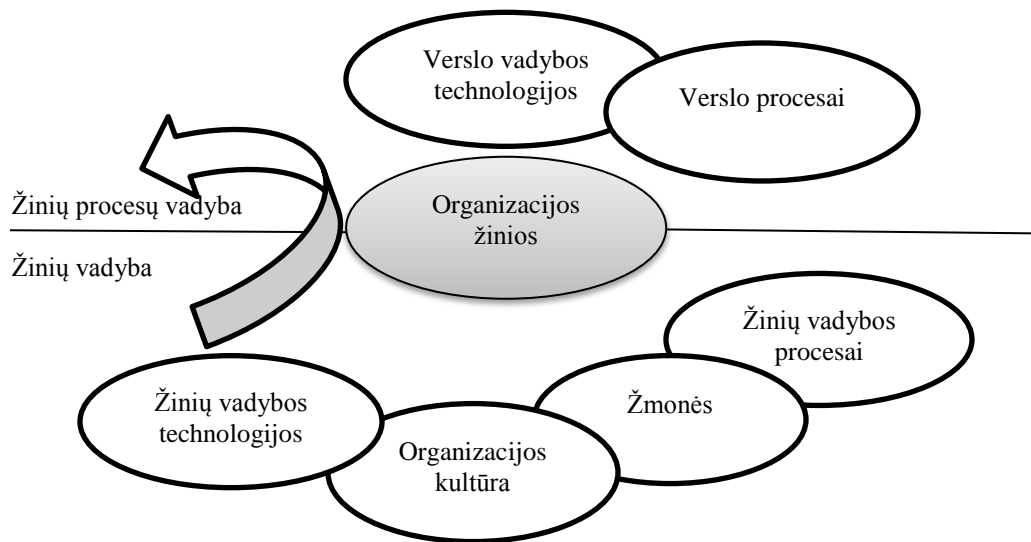 Verslo vadybos
technologijos
Verslo procesai
Žinių procesų vadyba
Organizacijos
žinios
Žinių vadyba
Žinių vadybos
procesai
Žinių vadybos
technologijos
Žmonės
Organizacijos
kultūra